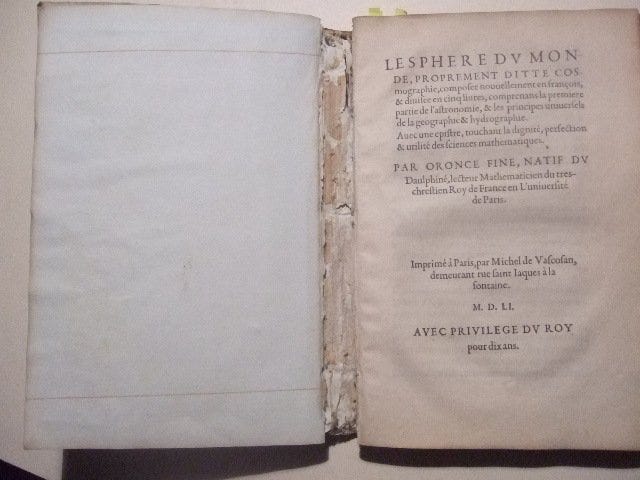 LESPHERE DV MON
DE, PROPREMENT DITTE COS-
mographie, composee nouuellement en françois,
& diuisee en cinq liures, comprenans la premiere
partie de l'astronomie, & les principes uniuersels
de la geographie & hydrographie.
Auec une epistre, touchant la dignité, perfection
& utilité des sciences mathematiques.
PAR ORONCE FINE, NATIF DV
Daulphiné, lecteur Mathematicien du tres-
chrestien Roy de France en L'uniuersité
de Paris.
Imprimé à Paris, par Michel de Vascosan,
demeurant rue saint Iaques à la
fontaine.
M. D. LI.
AVEC PRIVILEGE DV ROY
pour dix ans.